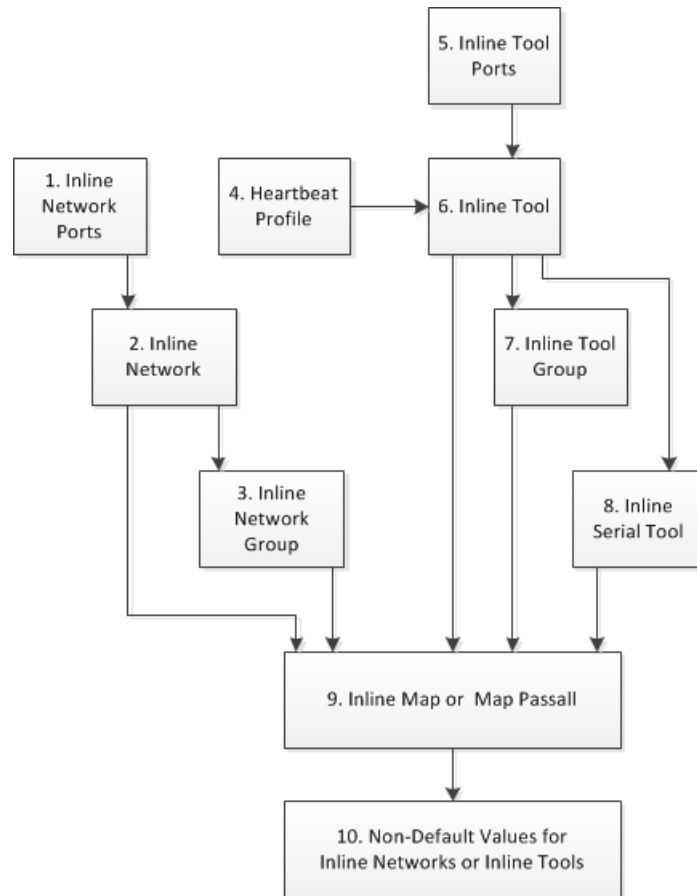 5. Inline Tool
Ports
1. Inline
Network
Ports
4. Heartbeat
Profile
6. Inline Tool
2. Inline
Network
7. Inline Tool
Group
3. Inline
Network
Group
8. Inline
Serial Tool
9. Inline Map or Map Passall
10. Non-Default Values for
Inline Networks or Inline Tools